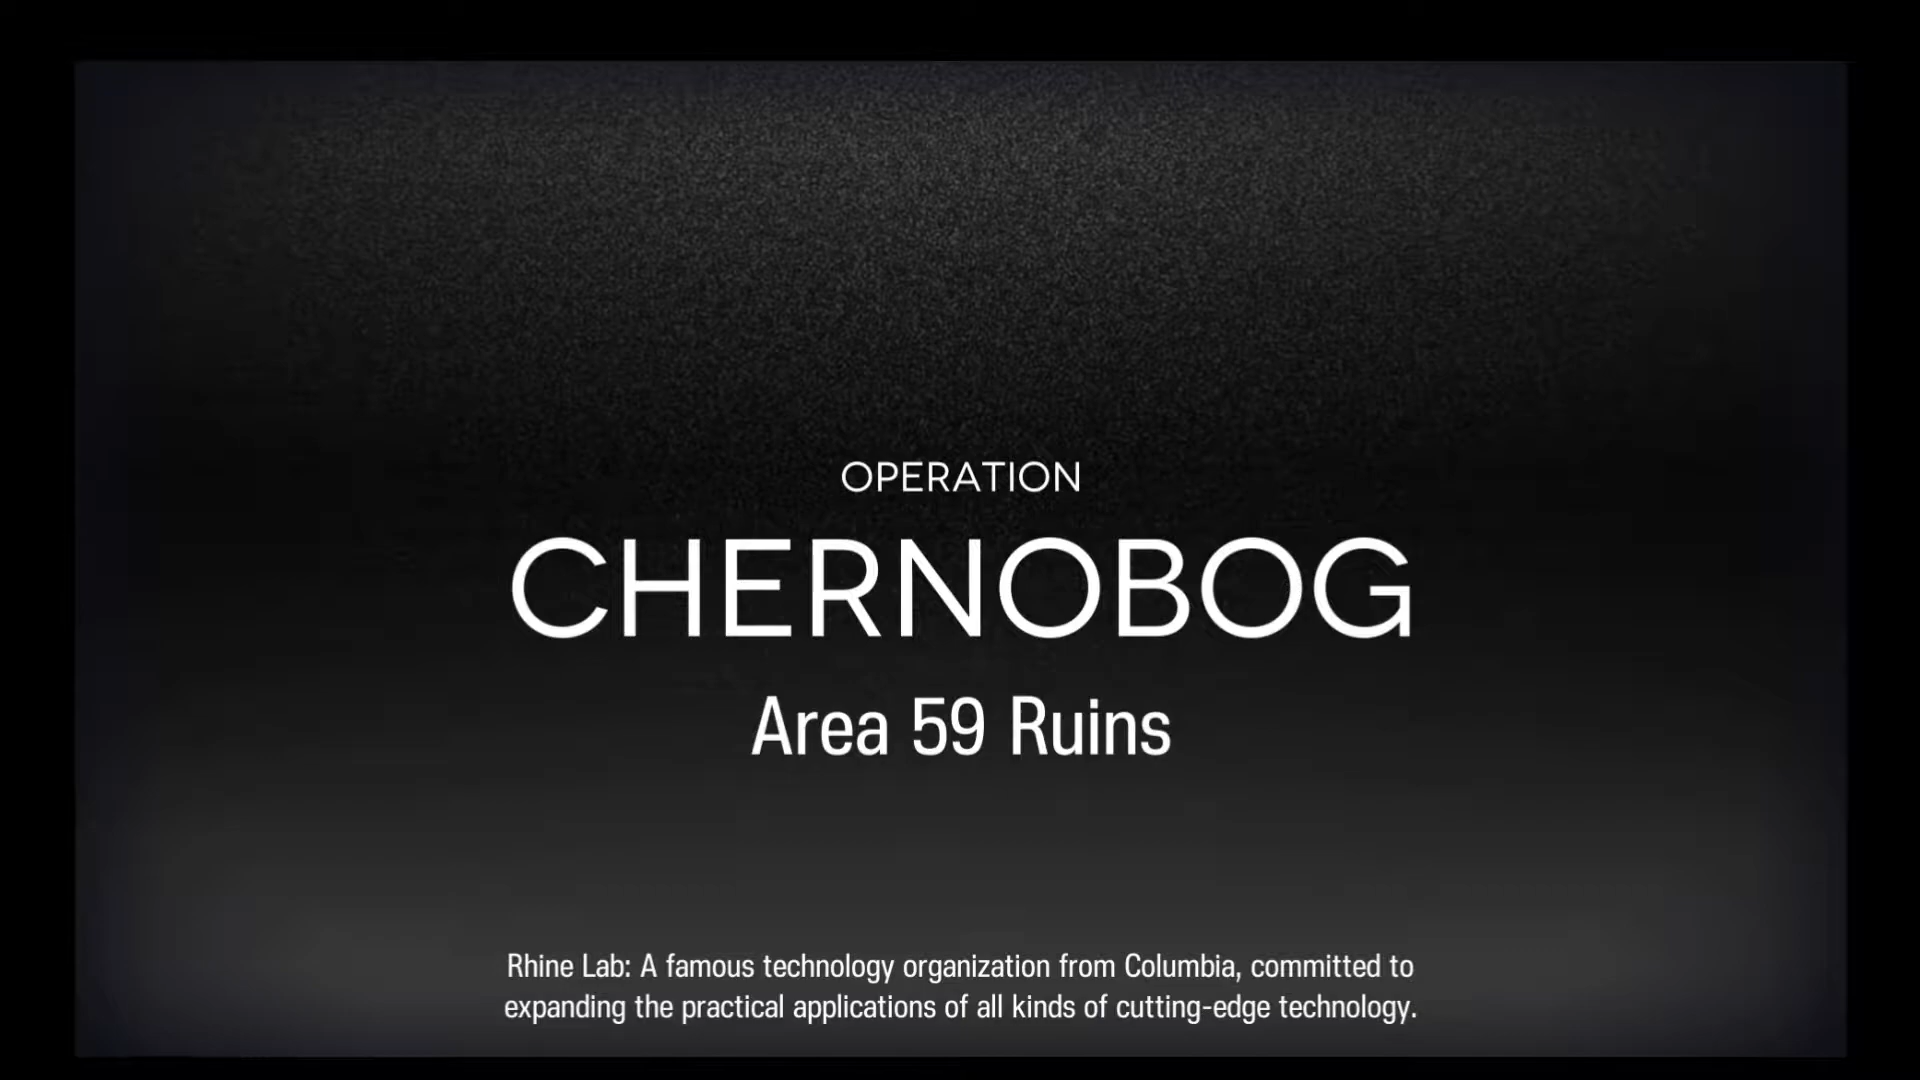 OPERATION
CHERNOBOG
Area 59 Ruins
Rhine Lab: A famous technology organization from Columbia, committed to
expanding the practical applications of all kinds of cutting-edge technology.